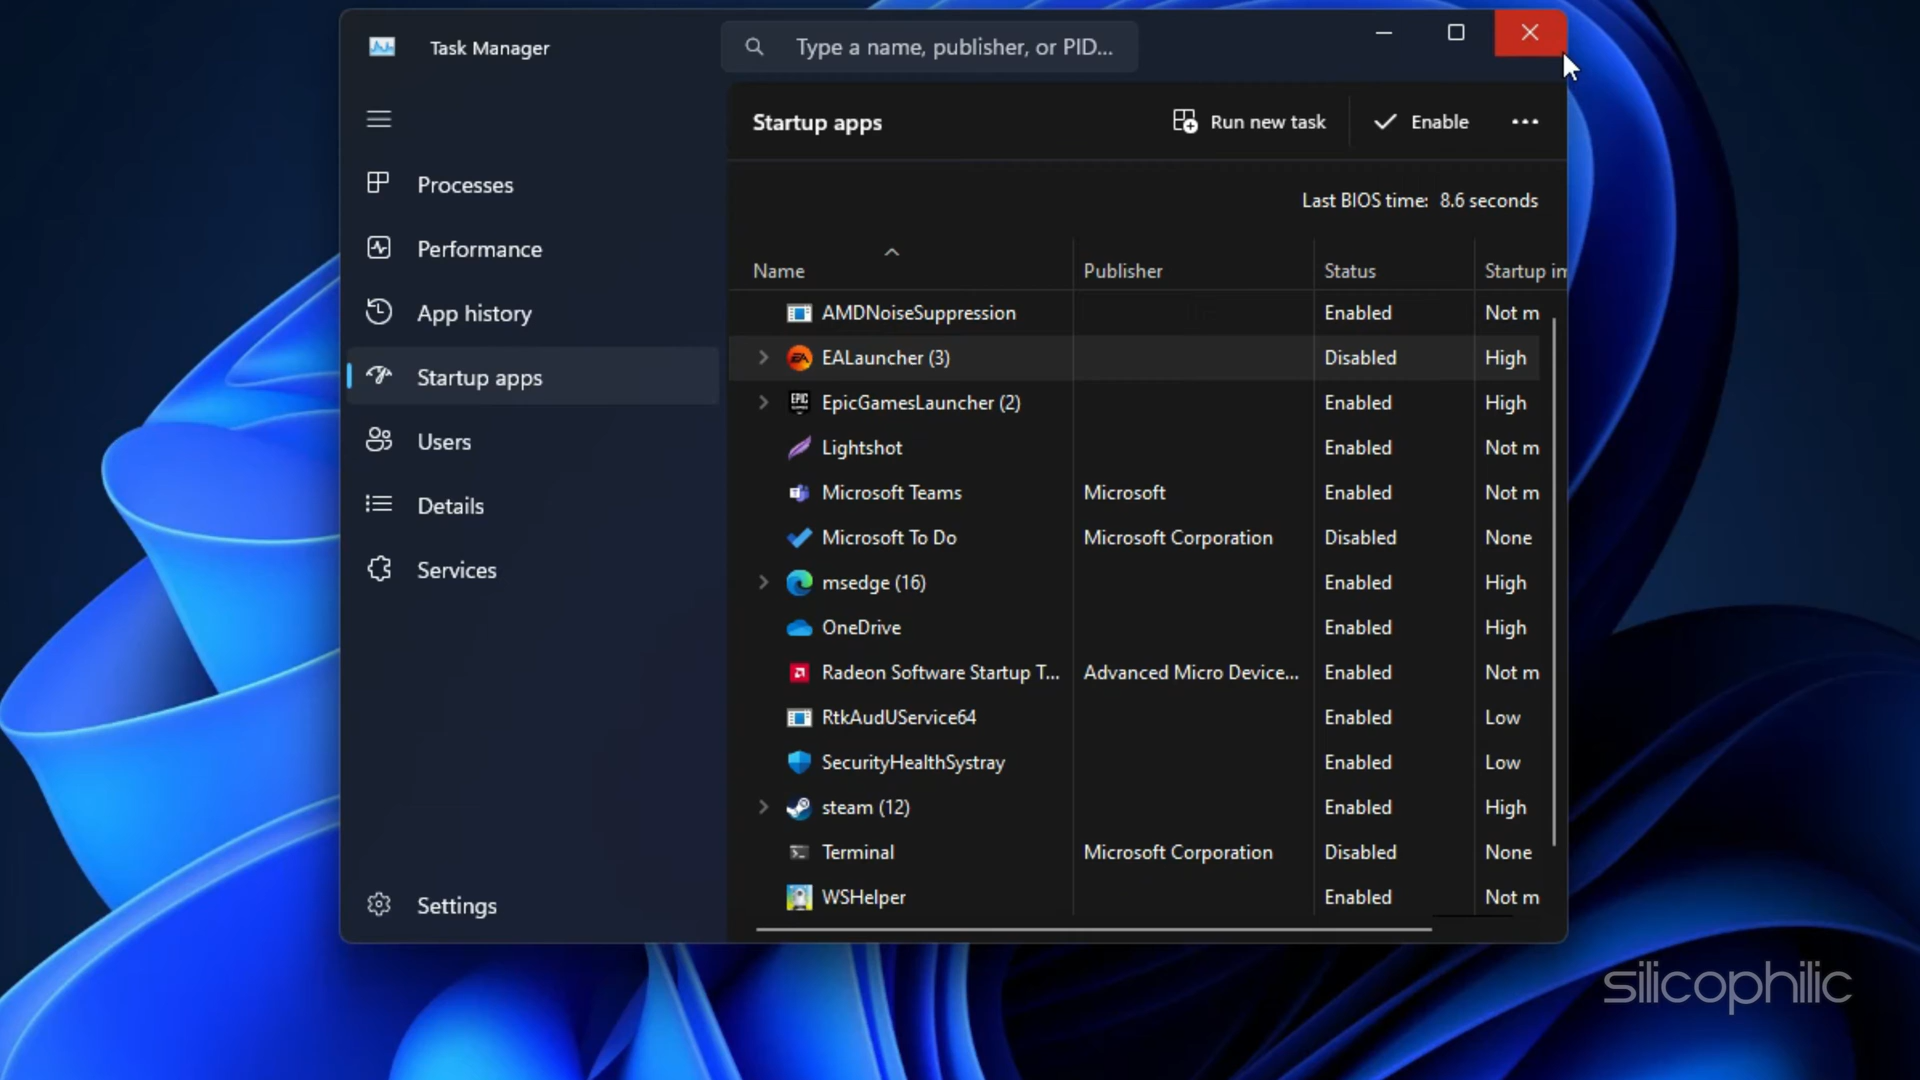 Task Manager
Type a name, publisher, or PID...
Startup apps
Run new task
Enable
Processes
Last BIOS time: 8.6 seconds
Performance
Name
Publisher
Status
Startup im
App history
AMDNoiseSuppression
Enabled
Not m
EALauncher (3)
Disabled
High
Startup apps
EPIC
EpicGamesLauncher (2)
Enabled
High
Users
Lightshot
Enabled
Not m
Microsoft Teams
Microsoft
Enabled
Not m
Details
Microsoft To Do
Microsoft Corporation
Disabled
None
Services
msedge (16)
Enabled
High
OneDrive
Enabled
High
Radeon Software Startup T...
Advanced Micro Device...
Enabled
Not m
RtkAudUService64
Enabled
Low
SecurityHealthSystray
Enabled
Low
steam (12)
Enabled
High
Terminal
Microsoft Corporation
Disabled
None
WSHelper
Enabled
Not m
Settings
silicophilic